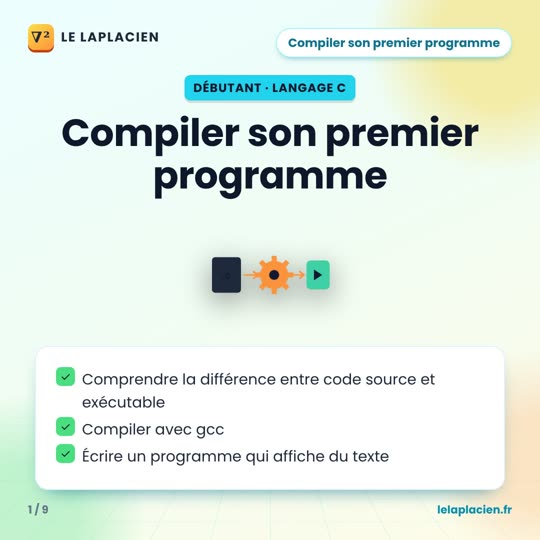 ∇² LE LAPLACIEN
Compiler son premier programme
DÉBUTANT · LANGAGE C
Compiler son premier
programme
Comprendre la différence entre code source et
exécutable
Compiler avec gcc
Écrire un programme qui affiche du texte
1 / 9
lelaplacien.fr